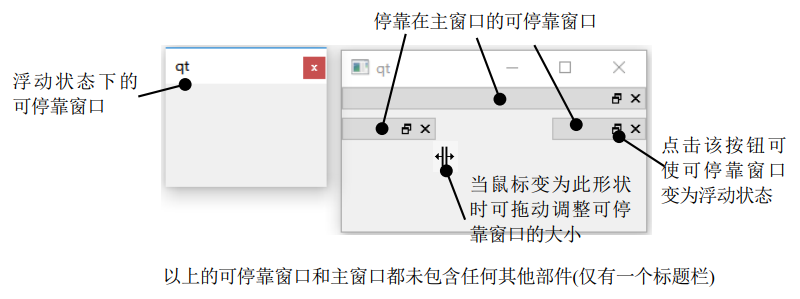 停靠在主窗口的可停靠窗口
qt
qt
浮动状态下的
可停靠窗口
点击该按钮可
使可停靠窗口
变为浮动状态
当鼠标变为此形状
时可拖动调整可停
靠窗口的大小
以上的可停靠窗口和主窗口都未包含任何其他部件(仅有一个标题栏)